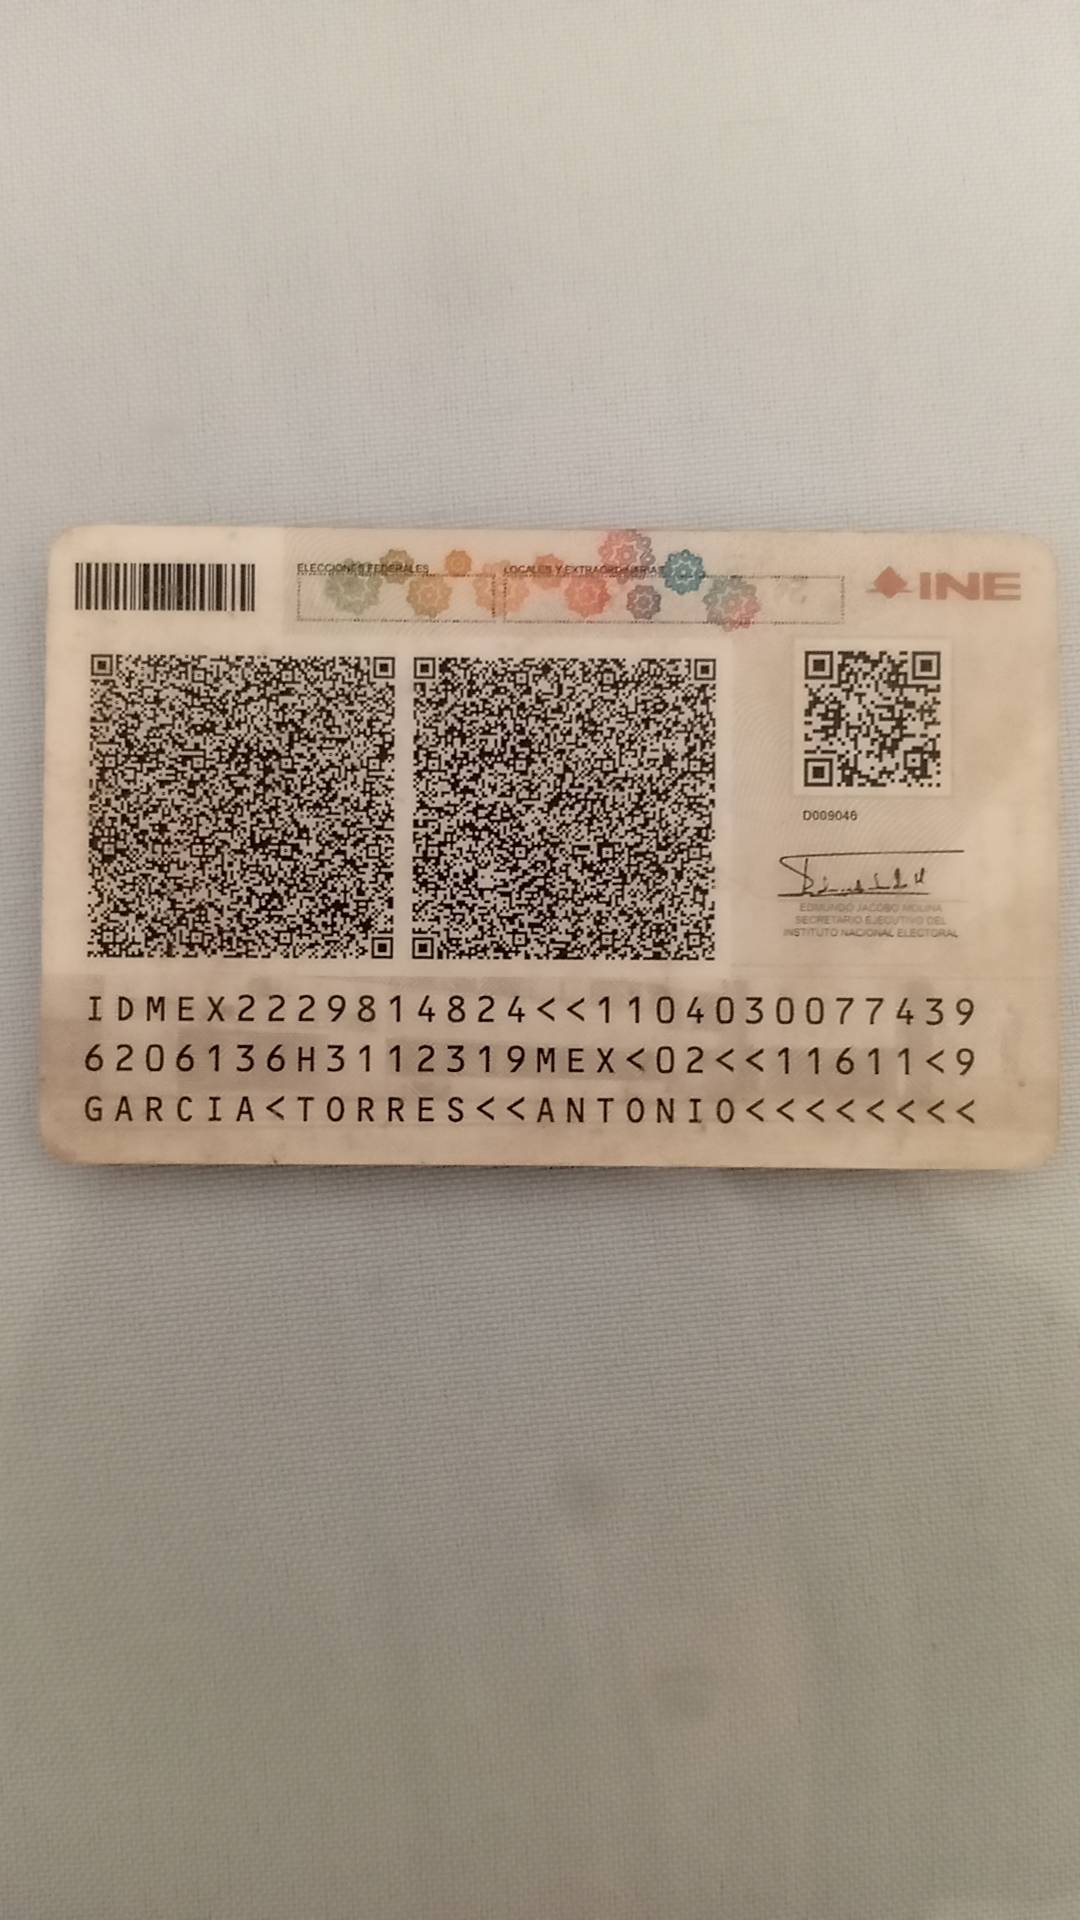 ELECCIONES FEDERALES LOCALES Y EXTRAORDINARIAS
INE
D009046
EDMUNDO JACOBO MOLINA
SECRETARIO EJECUTIVO DEL
INSTITUTO NACIONAL ELECTORAL
IDMEX2229814824<<1104030077439
6206136H3112319MEX<02<<11611<9
GARCIA<TORRES<<ANTONIO<<<<<<<<